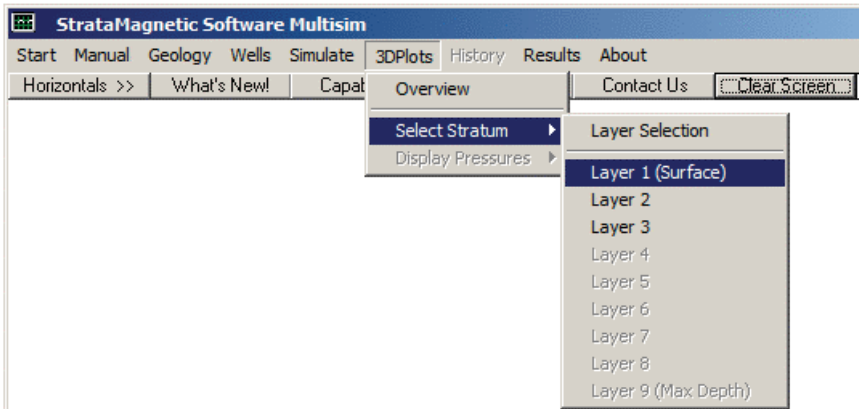 StrataMagnetic Software Multisim
Start Manual Geology Wells Simulate 3DPlots History Results About
Horizontals >> What's New! Contact Us Clear Screen
Overview
Select Stratum
Display Pressures
Layer Selection
Layer 1 (Surface)
Layer 2
Layer 3
Layer 4
Layer 5
Layer 6
Layer 7
Layer 8
Layer 9 (Max Depth)